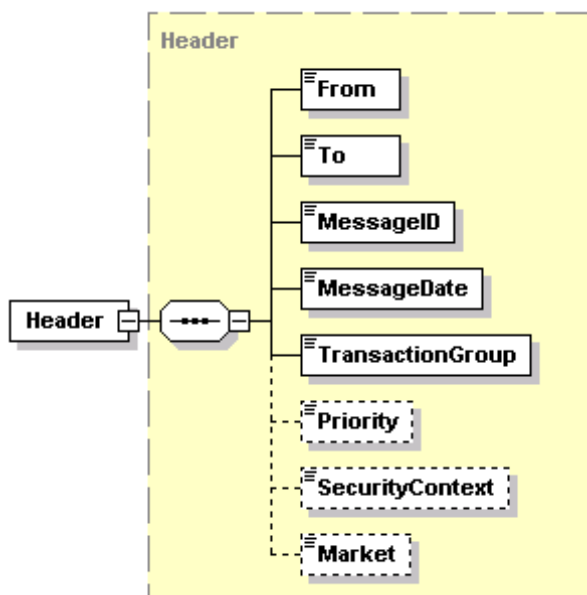 Header
From
To
MessageID
MessageDate
Header
TransactionGroup
Priority
SecurityContext
Market